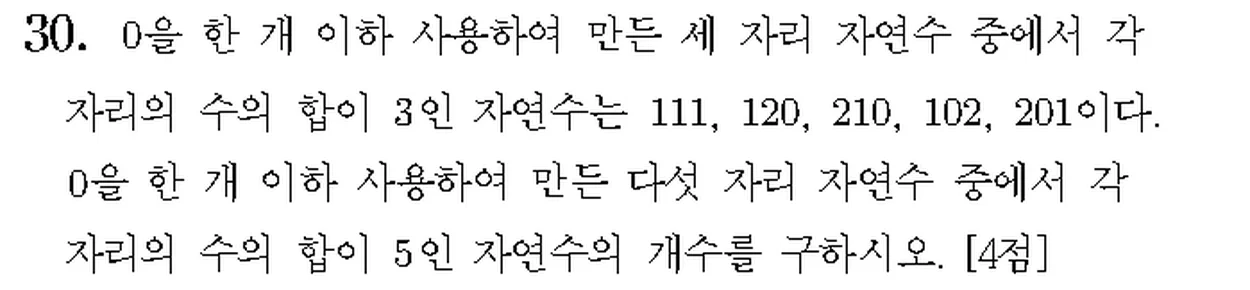 30. 0을 한 개 이하 사용하여 만든 세 자리 자연수 중에서 각
자리의 수의 합이 3인 자연수는 111, 120, 210, 102, 201이다.
0을 한 개 이하 사용하여 만든 다섯 자리 자연수 중에서 각
자리의 수의 합이 5인 자연수의 개수를 구하시오. [4점]